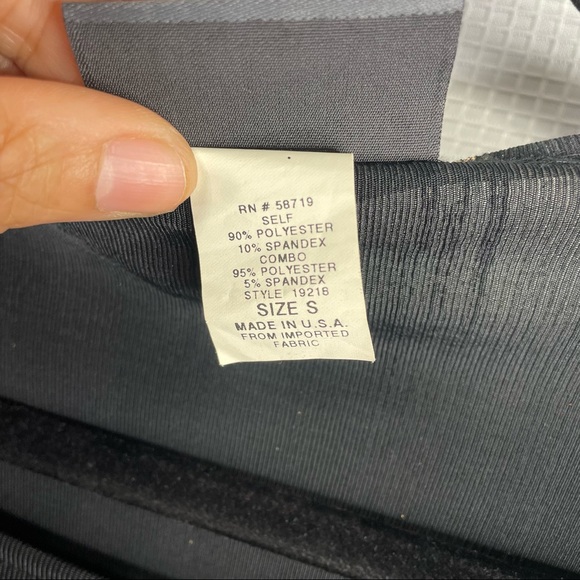 RN # 58719
SELF
90% POLYESTER
10% SPANDEX
COMBO
95% POLYESTER
5% SPANDEX
STYLE 19218
SIZE S
MADE IN U.S.A.
FROM IMPORTED
FABRIC